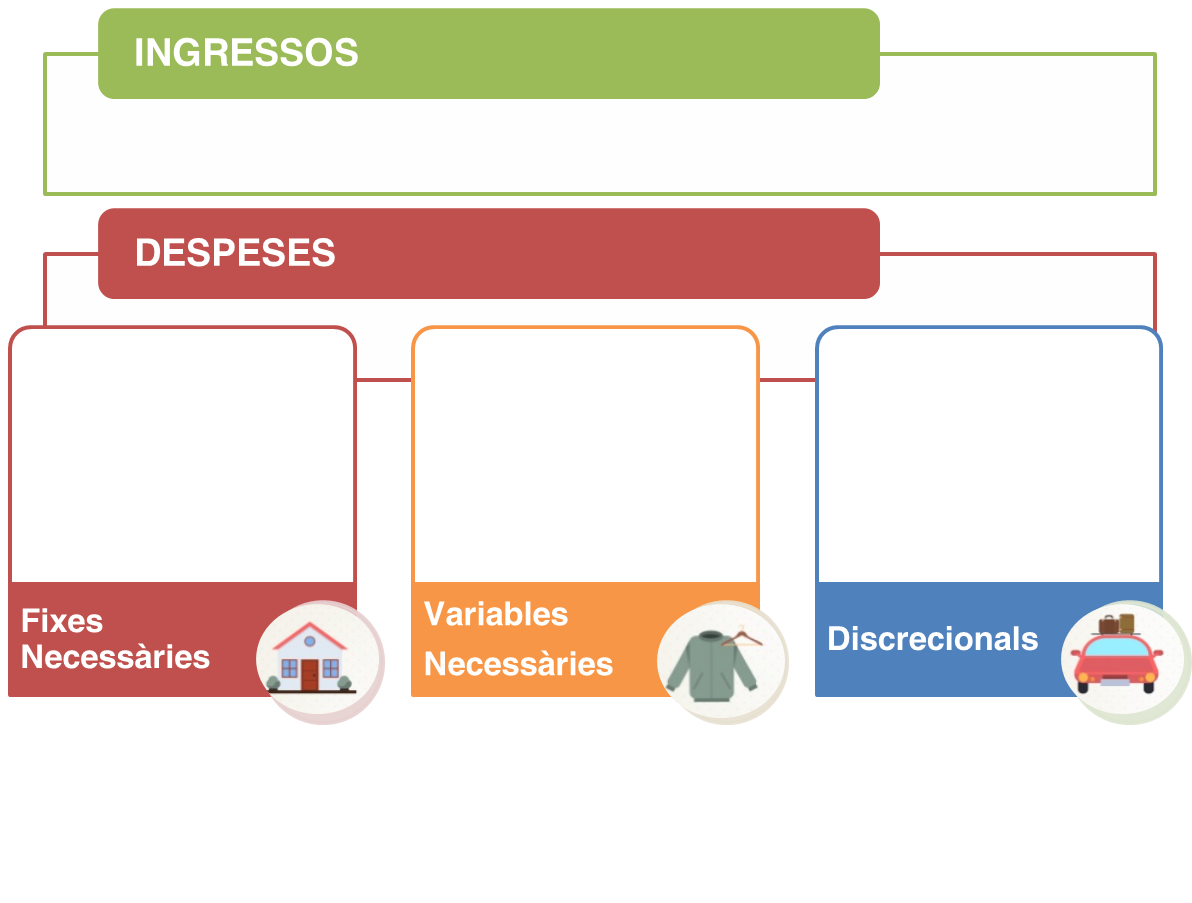 INGRESSOS
DESPESES
Fixes
Necessàries
Variables
Necessàries
Discrecionals